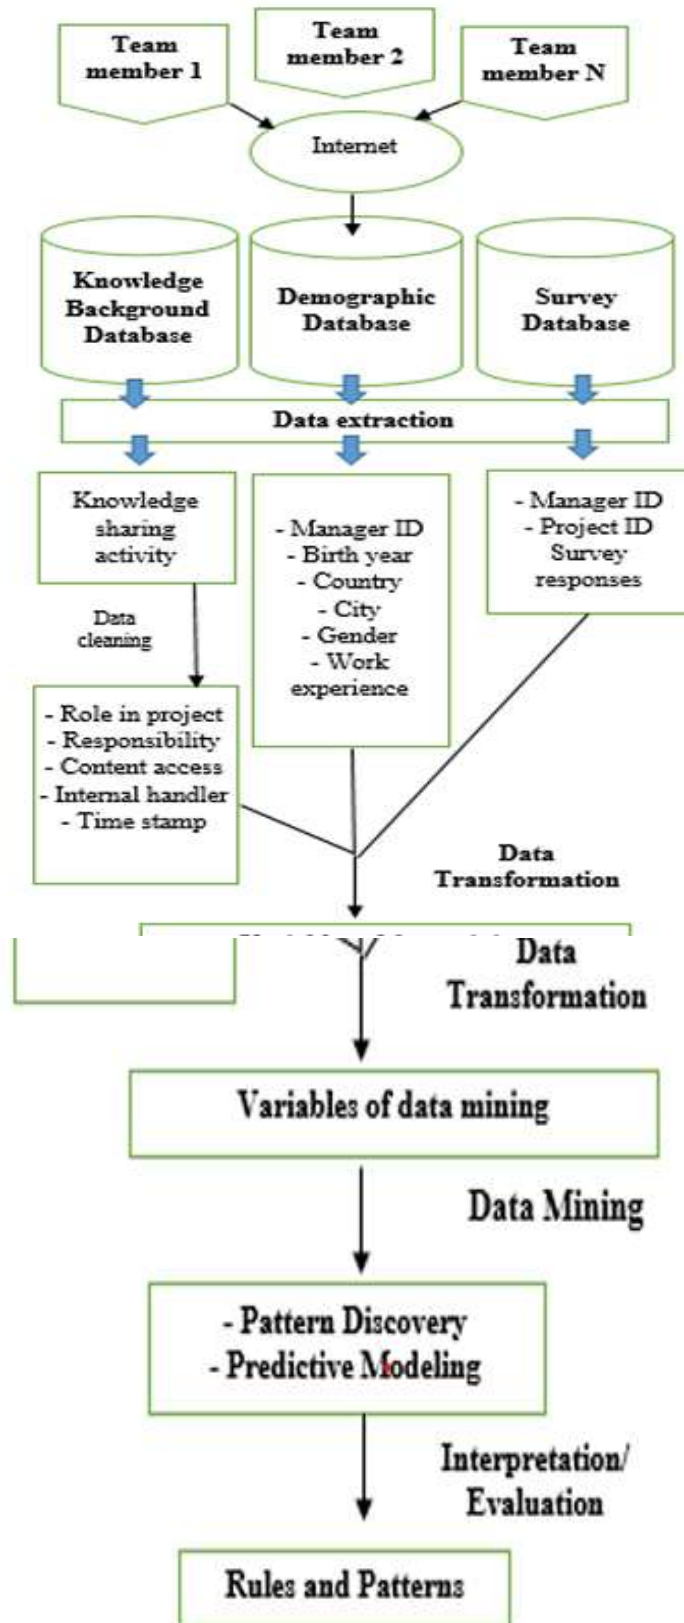 Team
member 1
Team
member 2
Team
member N
Internet
Knowledge
Background
Database
Demographic
Database
Survey
Database
Data extraction
Knowledge
sharing
activity
- Manager ID
- Birth year
- Country
- City
- Gender
- Work
experience
- Manager ID
- Project ID
Survey
responses
Data
cleaning
- Role in project
- Responsibility
- Content access
- Internal handler
- Time stamp
Data
Transformation
Data
Transformation
Variables of data mining
Data Mining
- Pattern Discovery
- Predictive Modeling
Interpretation/
Evaluation
Rules and Patterns